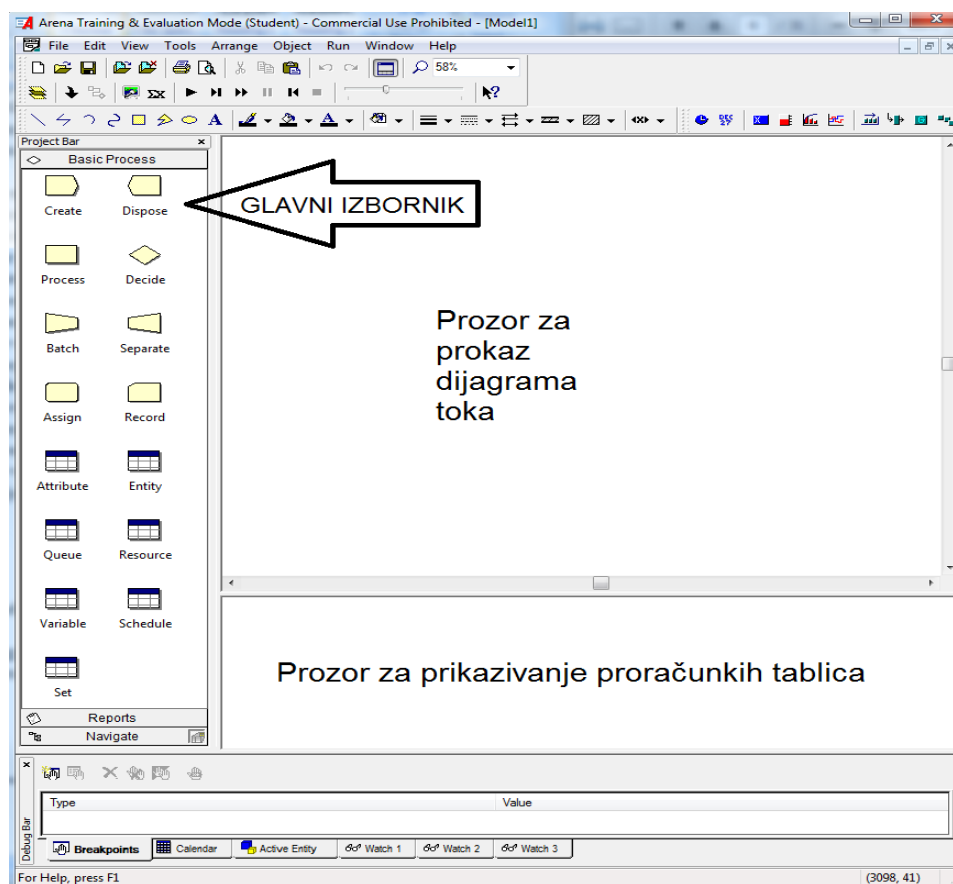 Arena Training & Evaluation Mode (Student) - Commercial Use Prohibited - [Model1]
File Edit View Tools Arrange Object Run Window Help
58%
Project Bar
Basic Process
Create Dispose
GLAVNI IZBORNIK
Process Decide
Prozor za
prokaz
dijagrama
toka
Batch Separate
Assign Record
Attribute Entity
Queue Resource
Variable Schedule
Set
Prozor za prikazivanje proračunkih tablica
Reports
Navigate
Debug Bar
Type Value
Breakpoints Calendar Active Entity Watch 1 Watch 2 Watch 3
For Help, press F1 (3098, 41)